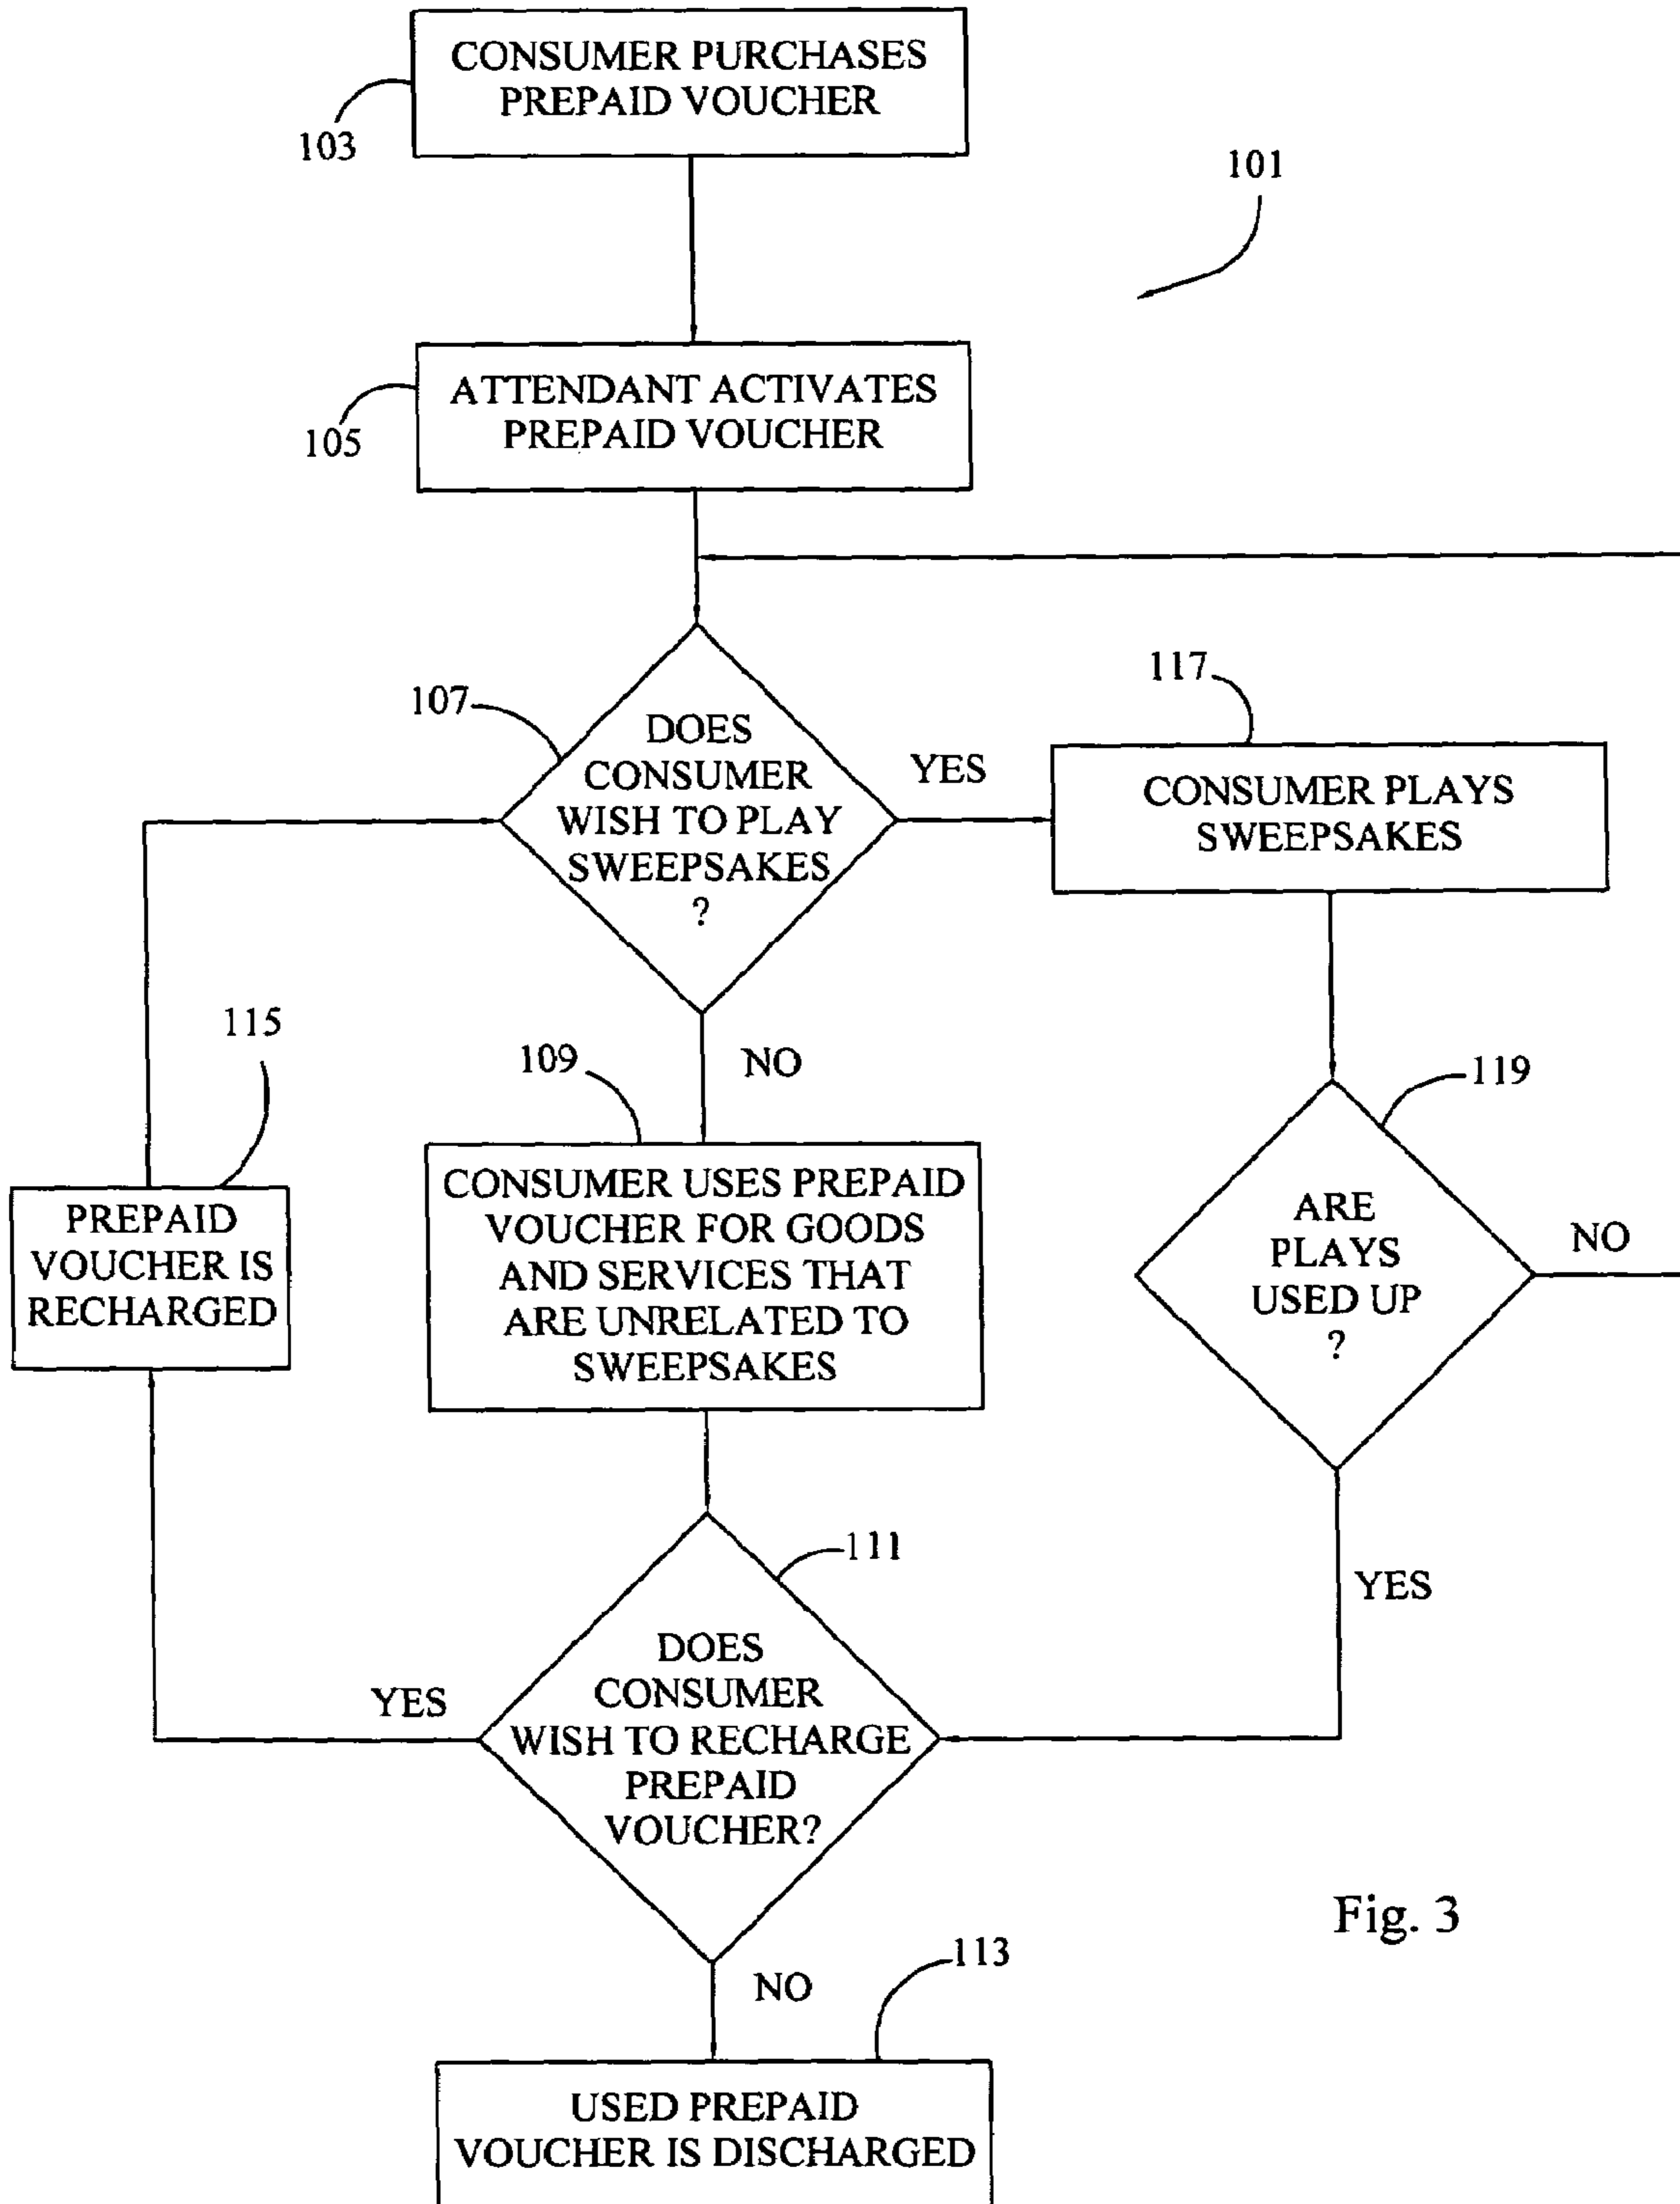 CONSUMER PURCHASES
PREPAID VOUCHER
103
101
ATTENDANT ACTIVATES
PREPAID VOUCHER
105
107
DOES
CONSUMER
WISH TO PLAY
SWEEPSAKES
?
YES
117
CONSUMER PLAYS
SWEEPSAKES
NO
115
PREPAID
VOUCHER IS
RECHARGED
109
CONSUMER USES PREPAID
VOUCHER FOR GOODS
AND SERVICES THAT
ARE UNRELATED TO
SWEEPSAKES
119
ARE
PLAYS
USED UP
?
NO
YES
111
DOES
CONSUMER
WISH TO RECHARGE
PREPAID
VOUCHER?
YES
NO
113
USED PREPAID
VOUCHER IS DISCHARGED
Fig. 3